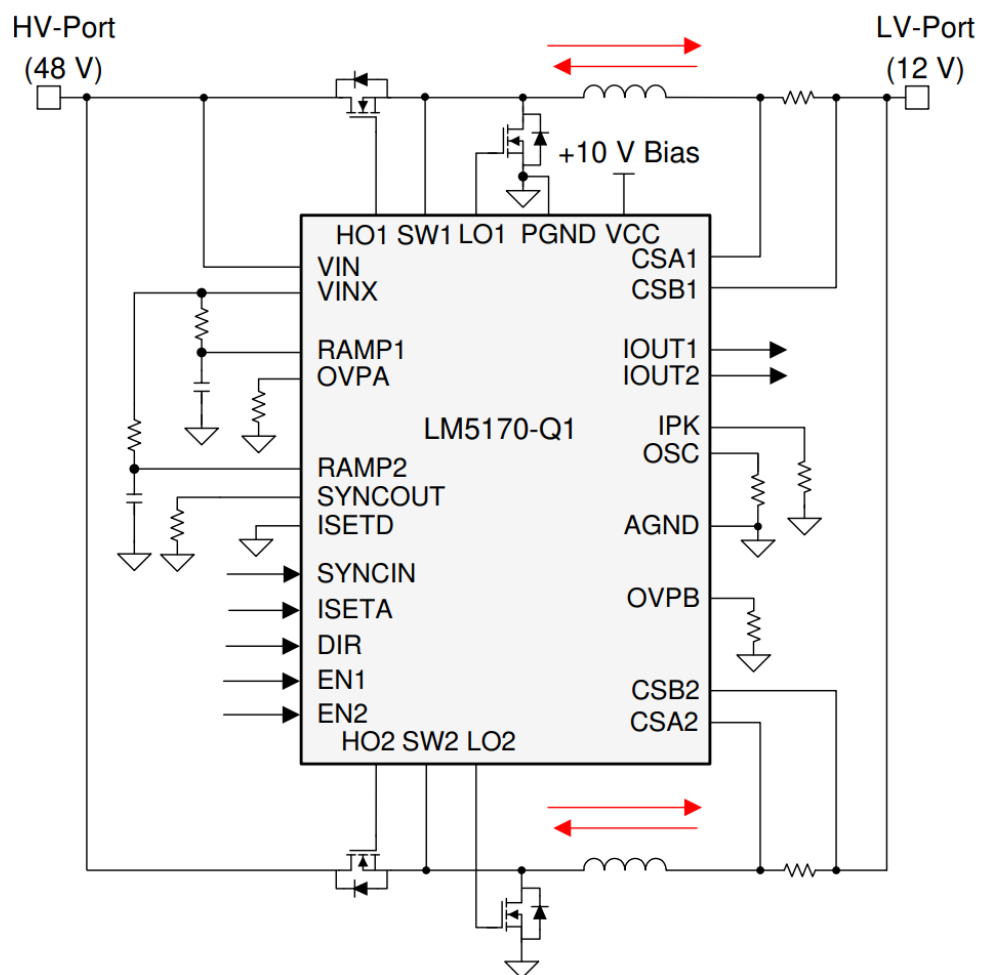 HV-Port
(48 V)
LV-Port
(12 V)
+10 V Bias
HO1 SW1 LO1 PGND VCC
VIN
VINX
RAMP1
OVPA
RAMP2
SYNCOUT
ISETD
SYNCIN
ISETA
DIR
EN1
EN2
LM5170-Q1
CSA1
CSB1
IOUT1
IOUT2
IPK
OSC
AGND
OVPB
CSB2
CSA2
HO2 SW2 LO2